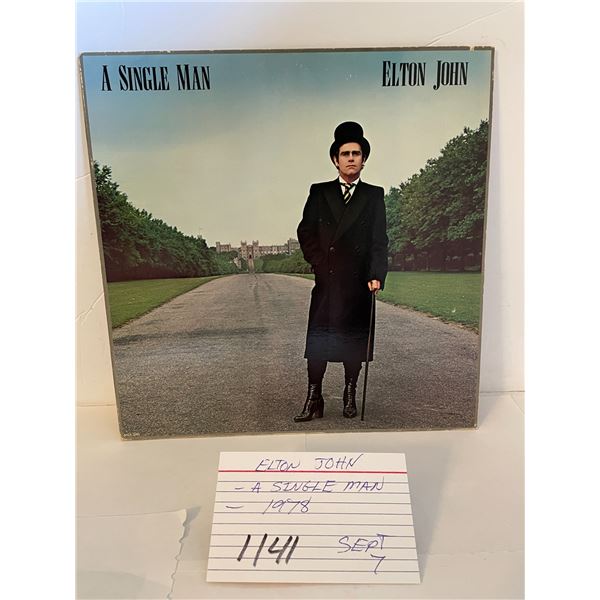 A SINGLE MAN ELTON JOHN
ELTON JOHN
- A SINGLE MAN
- 1978
1141 SEPT
7